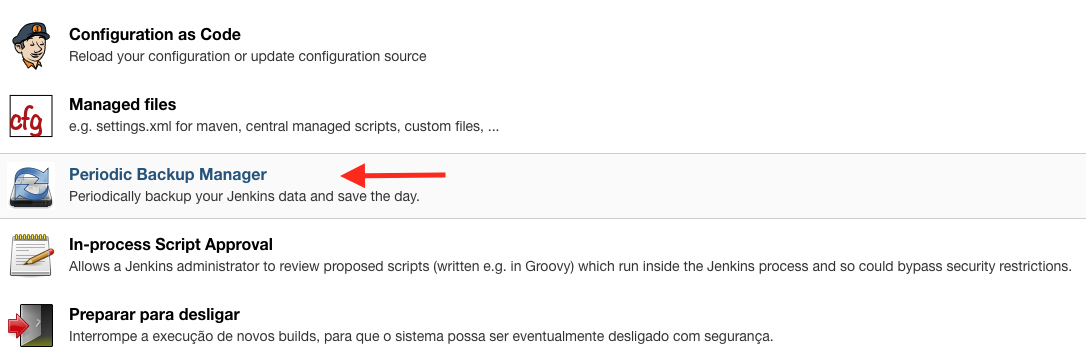 Configuration as Code
Reload your configuration or update configuration source
cfg
Managed files
e.g. settings.xml for maven, central managed scripts, custom files, ...
Periodic Backup Manager
Periodically backup your Jenkins data and save the day.
In-process Script Approval
Allows a Jenkins administrator to review proposed scripts (written e.g. in Groovy) which run inside the Jenkins process and so could bypass security restrictions.
Preparar para desligar
Interrompe a execução de novos builds, para que o sistema possa ser eventualmente desligado com segurança.